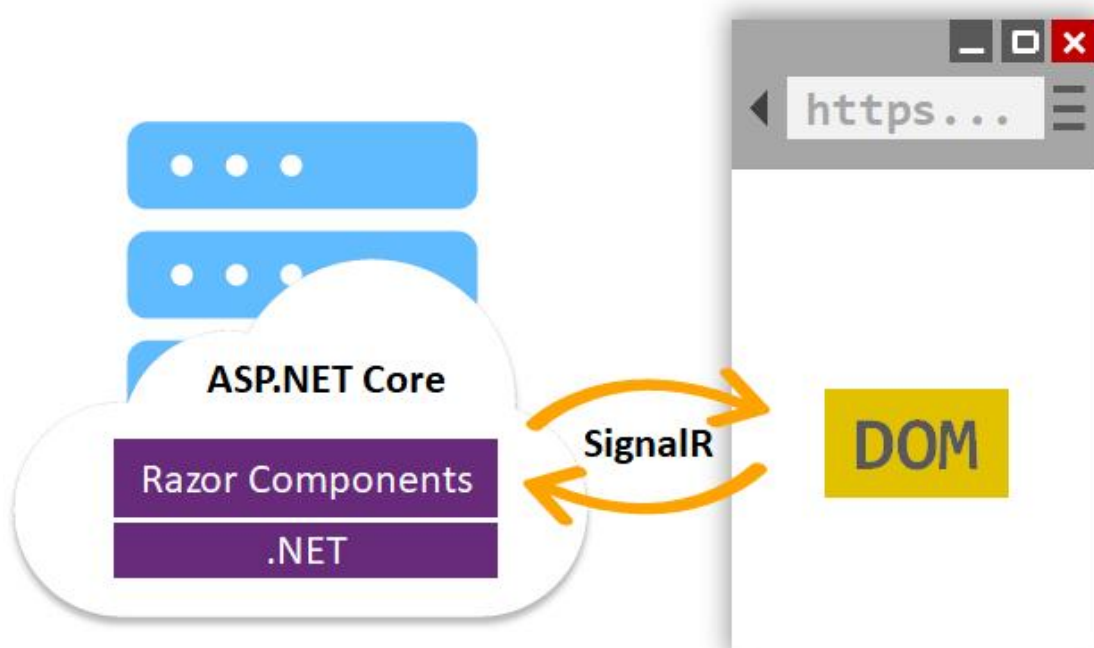 https...
ASP.NET Core
Razor Components
.NET
SignalR
DOM